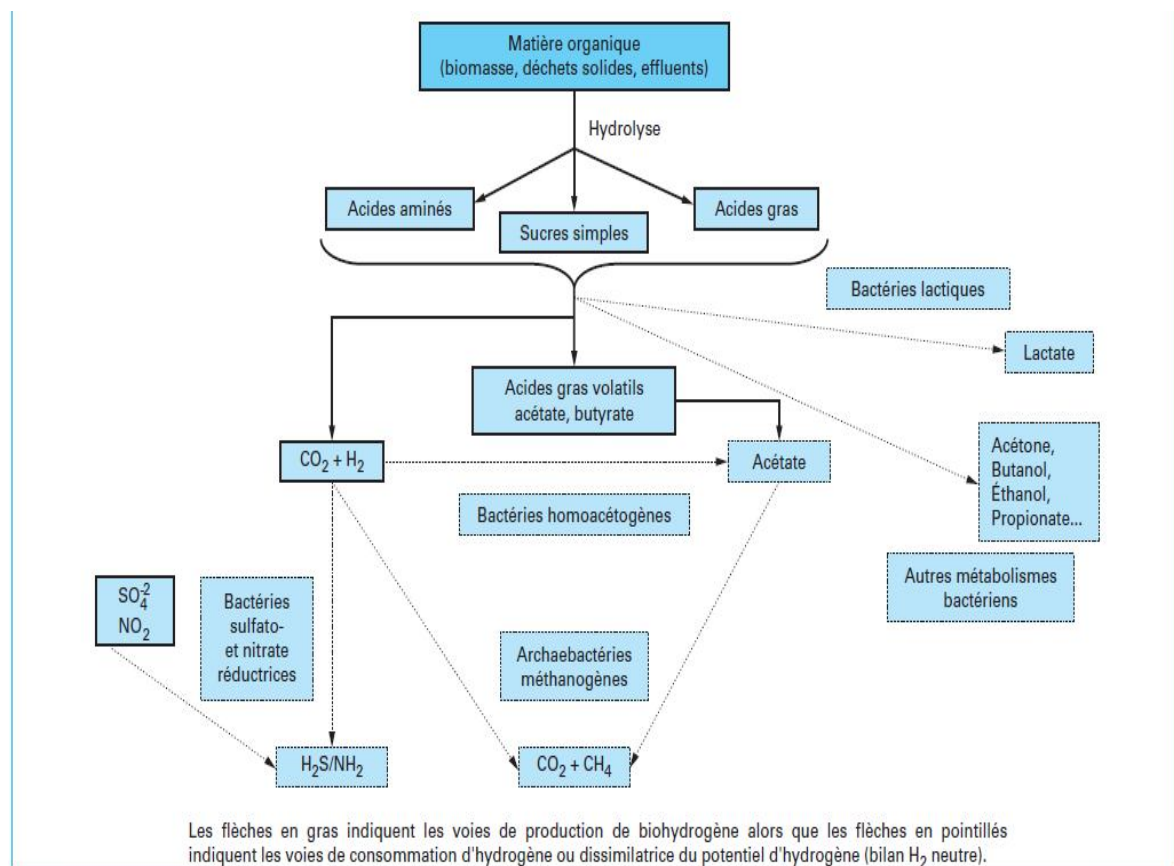 Matière organique
(biomasse, déchets solides, effluents)
Hydrolyse
Acides aminés
Sucres simples
Acides gras
Bactéries lactiques
Lactate
Acides gras volatils
acétate, butyrate
CO₂ + H₂
Acétate
Acétone,
Butanol,
Éthanol,
Propionate...
Bactéries homoacétogènes
Autres métabolismes
bactériens
SO₄⁻²
NO₂
Bactéries
sulfato-
et nitrate
réductrices
Archaebactéries
méthanogènes
H₂S/NH₂
CO₂ + CH₄
Les flèches en gras indiquent les voies de production de biohydrogène alors que les flèches en pointillés
indiquent les voies de consommation d'hydrogène ou dissimilatrice du potentiel d'hydrogène (bilan H₂ neutre).